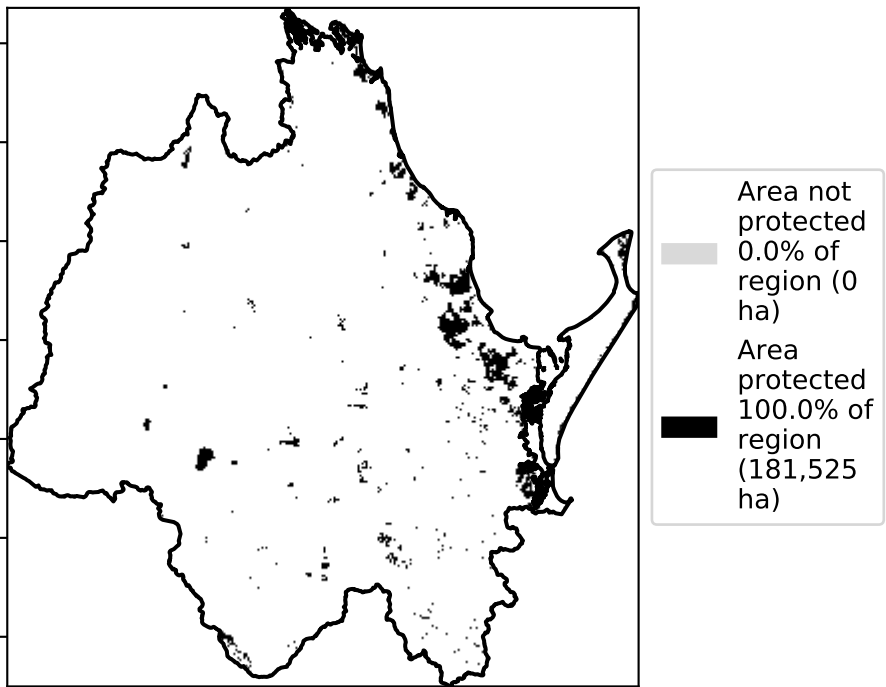 Area not
protected
0.0% of
region (0
ha)
Area
protected
100.0% of
region
(181,525
ha)